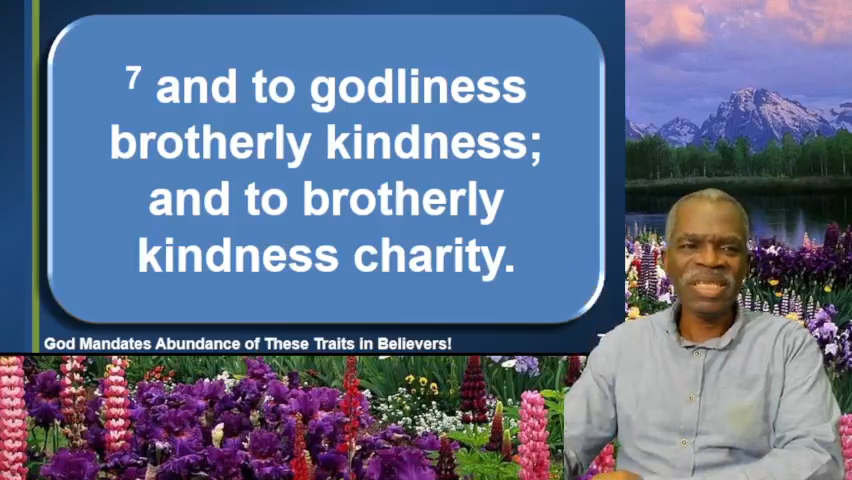 7 and to godliness
brotherly kindness;
and to brotherly
kindness charity.
God Mandates Abundance of These Traits in Believers!